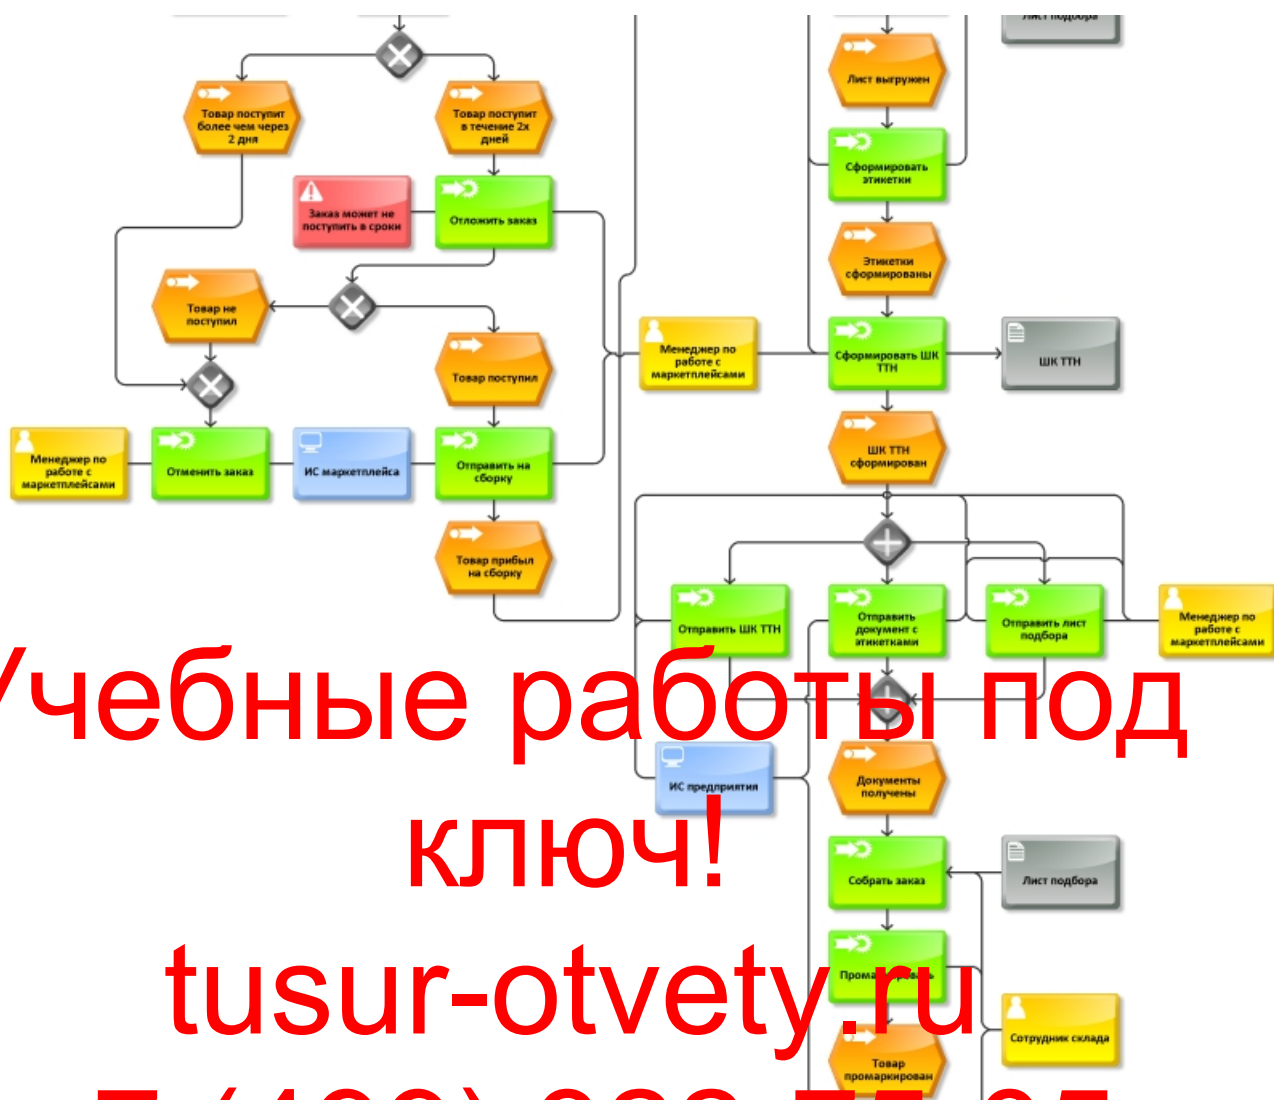 Лист подбора
Лист выгружен
Товар поступит
более чем через
2 дня
Товар поступит
в течение 2х
дней
Сформировать
этикетки
Заказ может не
поступить в сроки
Отложить заказ
Этикетки
сформированы
Товар не
поступил
Товар поступил
Менеджер по
работе с
маркетплейсами
Сформировать ШК
ТТН
ШК ТТН
ШК ТТН
сформирован
Менеджер по
работе с
маркетплейсами
Отменить заказ
ИС маркетплейса
Отправить на
сборку
Товар прибыл
на сборку
Отправить ШК ТТН
Отправить
документ с
этикетками
Отправить лист
подбора
Менеджер по
работе с
маркетплейсами
Учебные работы под
ИС предприятия
Документы
получены
ключ!
Собрать заказ
Лист подбора
tusur-otvety.ru
Сотрудник склада
Товар
промаркирован